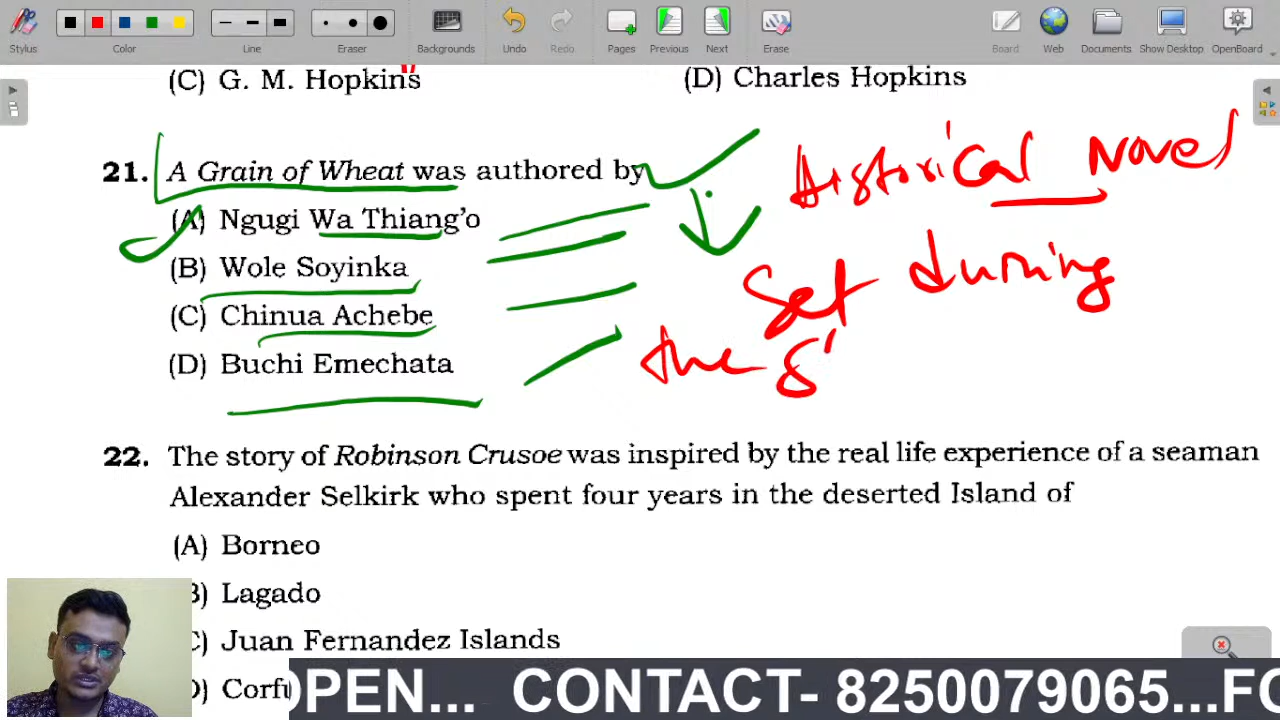 Stylus
Color
Line
Eraser
Backgrounds
Undo
Redo
Pages
Previous
Next
Erase
Board
Web
Documents
Show Desktop
OpenBoard
(C) G. M. Hopkins
(D) Charles Hopkins
21. A Grain of Wheat was authored by
(A) Ngugi Wa Thiang'o
(B) Wole Soyinka
(C) Chinua Achebe
(D) Buchi Emechata
Historical Novel
Set during
the
22. The story of Robinson Crusoe was inspired by the real life experience of a seaman
Alexander Selkirk who spent four years in the deserted Island of
(A) Borneo
B) Lagado
C) Juan Fernandez Islands
D) Corfu
OPEN... CONTACT- 8250079065...FO